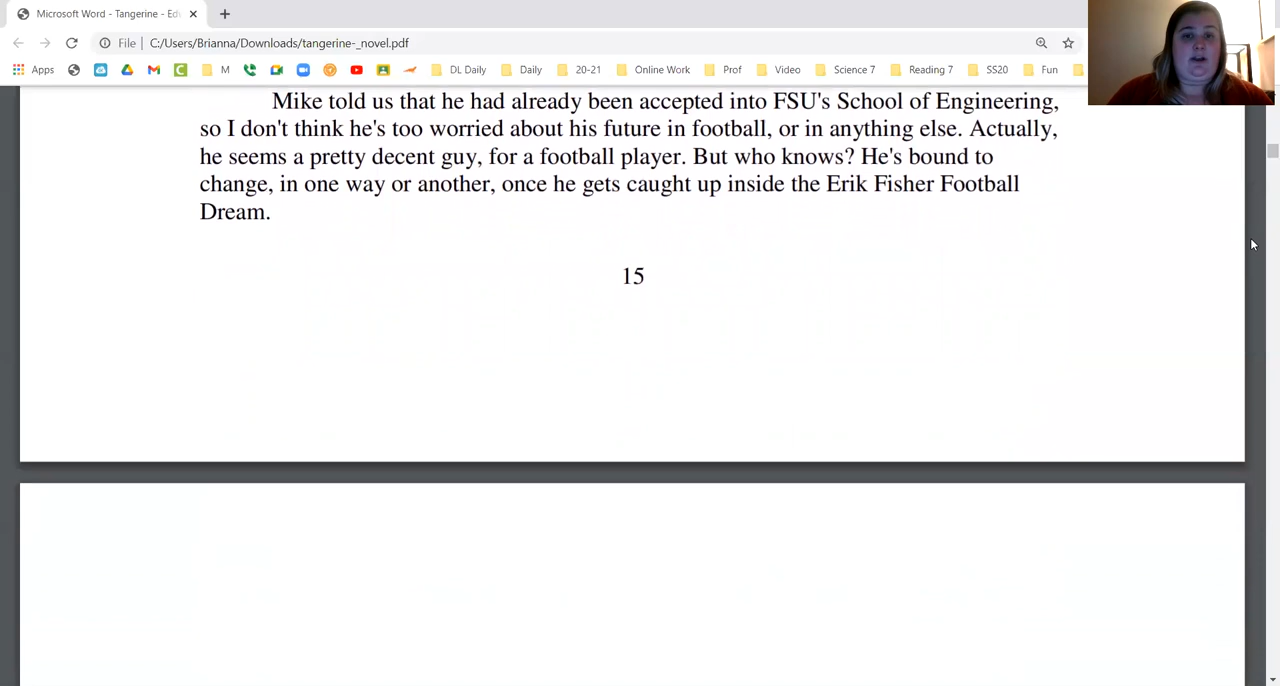 Microsoft Word - Tangerine - Ed
File
C:/Users/Brianna/Downloads/tangerine-_novel.pdf
Apps M DL Daily Daily 20-21 Online Work Prof Video Science 7 Reading 7 SS20 Fun
Mike told us that he had already been accepted into FSU's School of Engineering,
so I don't think he's too worried about his future in football, or in anything else. Actually,
he seems a pretty decent guy, for a football player. But who knows? He's bound to
change, in one way or another, once he gets caught up inside the Erik Fisher Football
Dream.
15